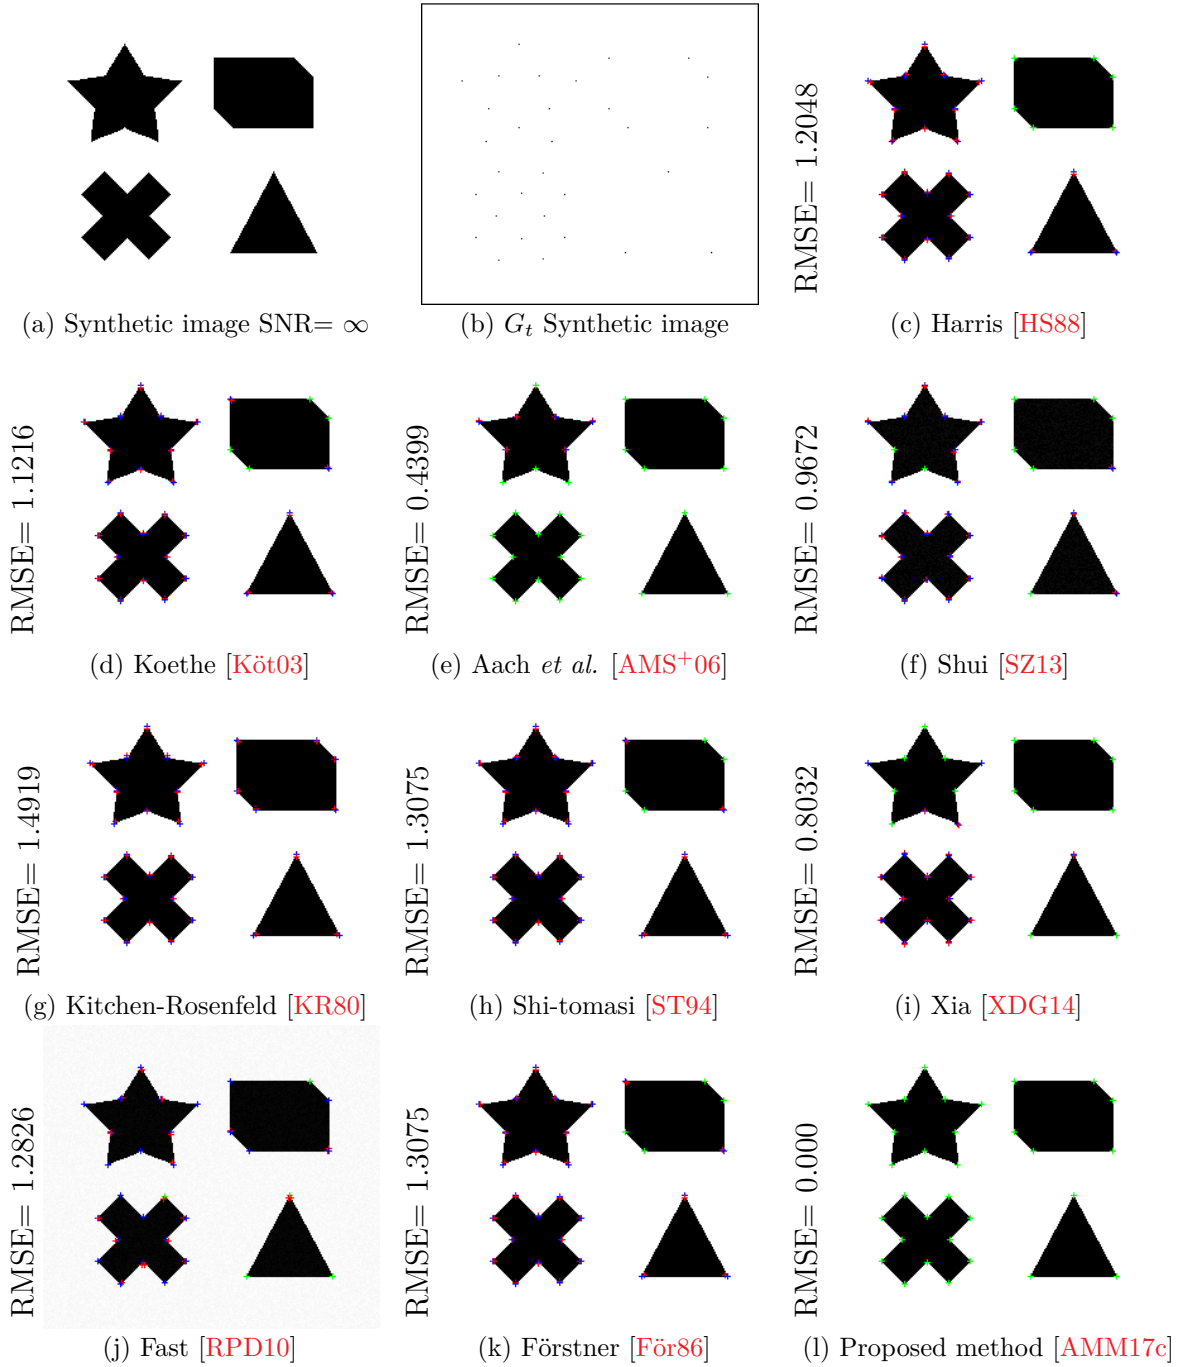 RMSE= 1.2048
(a) Synthetic image SNR= ∞
(b) Gt Synthetic image
(c) Harris [HS88]
RMSE= 1.1216
RMSE= 0.4399
RMSE= 0.9672
(d) Koethe [Köt03]
(e) Aach et al. [AMS+06]
(f) Shui [SZ13]
RMSE= 1.4919
RMSE= 1.3075
RMSE= 0.8032
(g) Kitchen-Rosenfeld [KR80]
(h) Shi-tomasi [ST94]
(i) Xia [XDG14]
RMSE= 1.2826
RMSE= 1.3075
RMSE= 0.000
(j) Fast [RPD10]
(k) Förstner [För86]
(l) Proposed method [AMM17c]